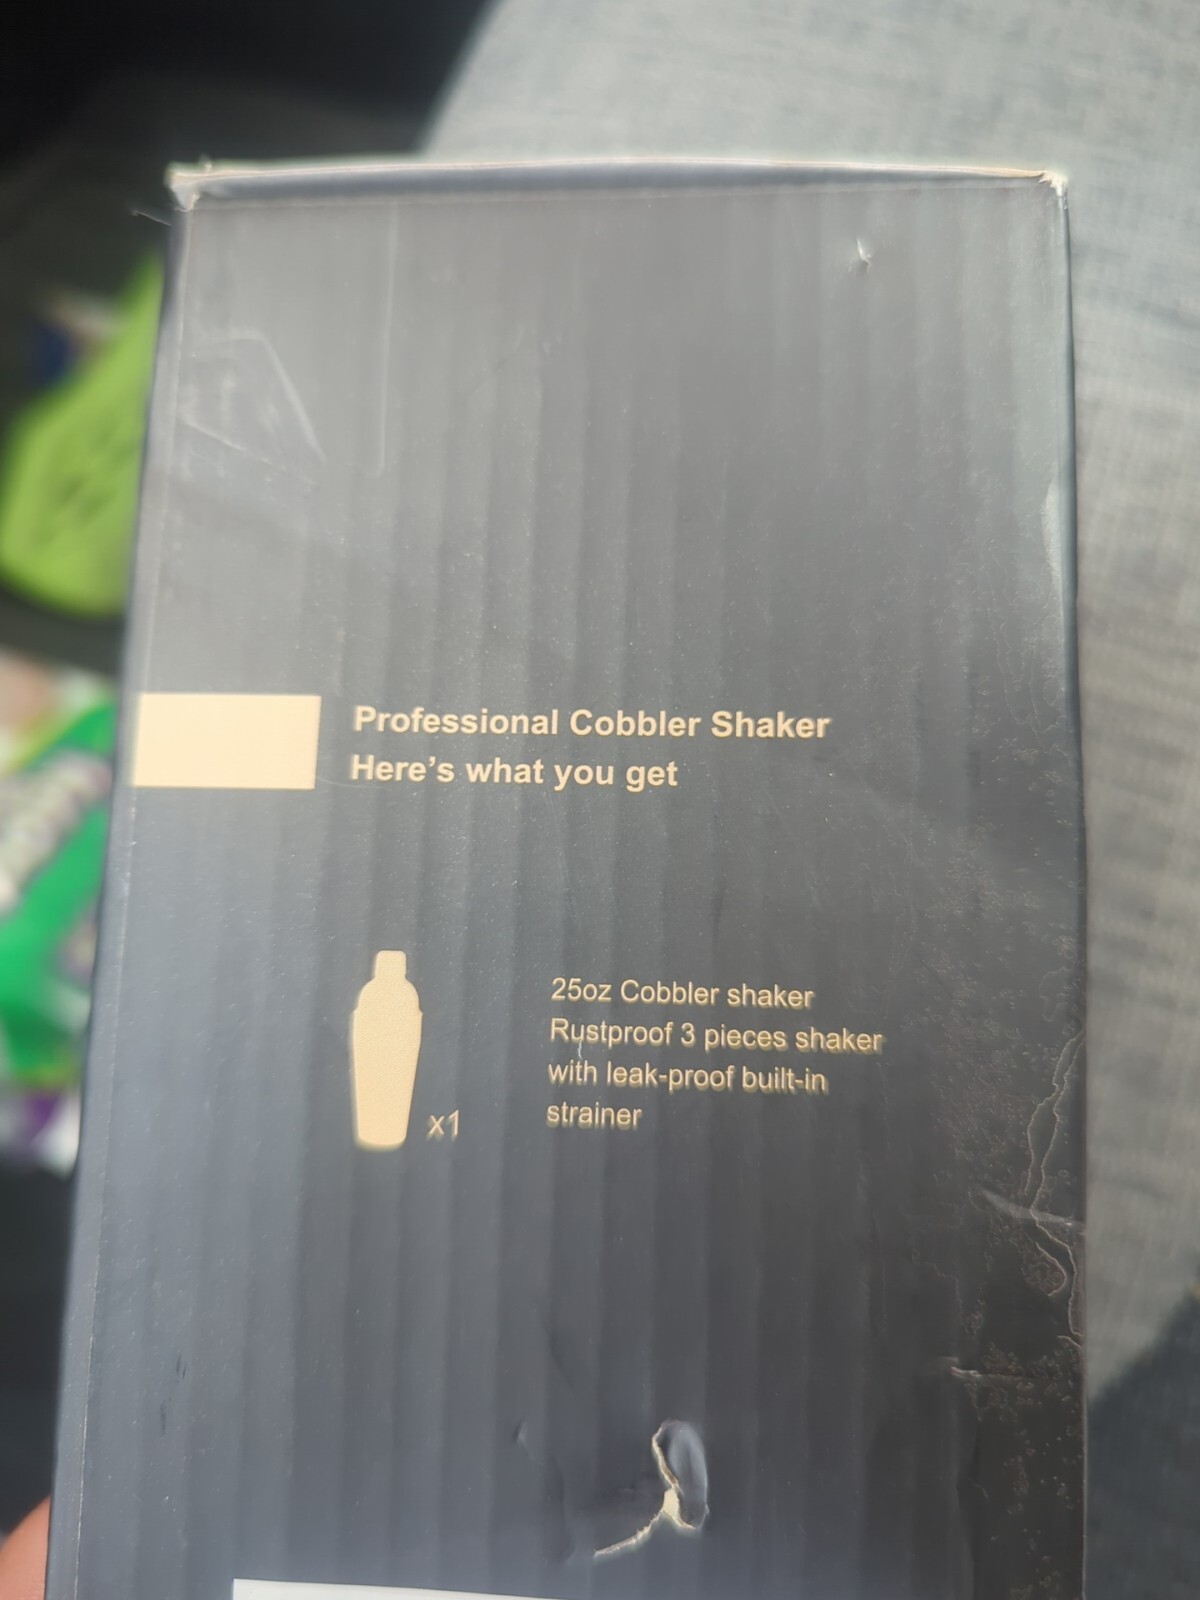 Professional Cobbler Shaker
Here's what you get
x1
25oz Cobbler shaker
Rustproof 3 pieces shaker
with leak-proof built-in
strainer